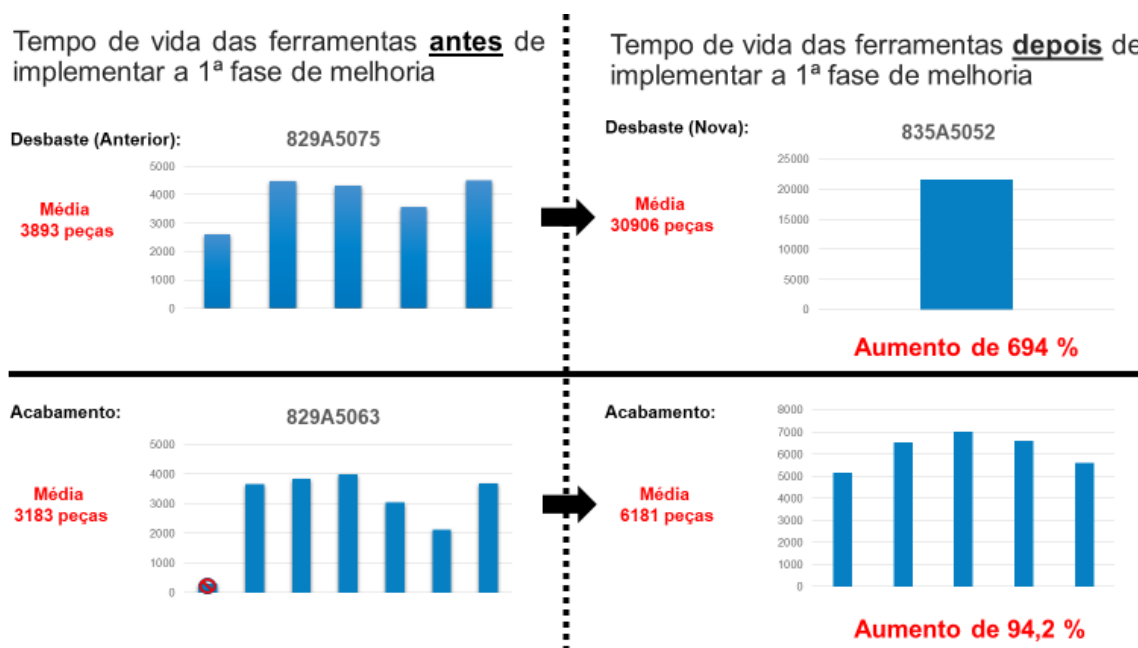 Tempo de vida das ferramentas antes de
implementar a 1ª fase de melhoria
Tempo de vida das ferramentas depois de
implementar a 1ª fase de melhoria
Desbaste (Anterior):
829A5075
Média
3893 peças
5000
4000
3000
2000
1000
0
Desbaste (Nova):
835A5052
Média
30906 peças
25000
20000
15000
10000
5000
0
Aumento de 694 %
Acabamento:
829A5063
Média
3183 peças
5000
4000
3000
2000
1000
0
Acabamento:
Média
6181 peças
8000
7000
6000
5000
4000
3000
2000
1000
0
Aumento de 94,2 %